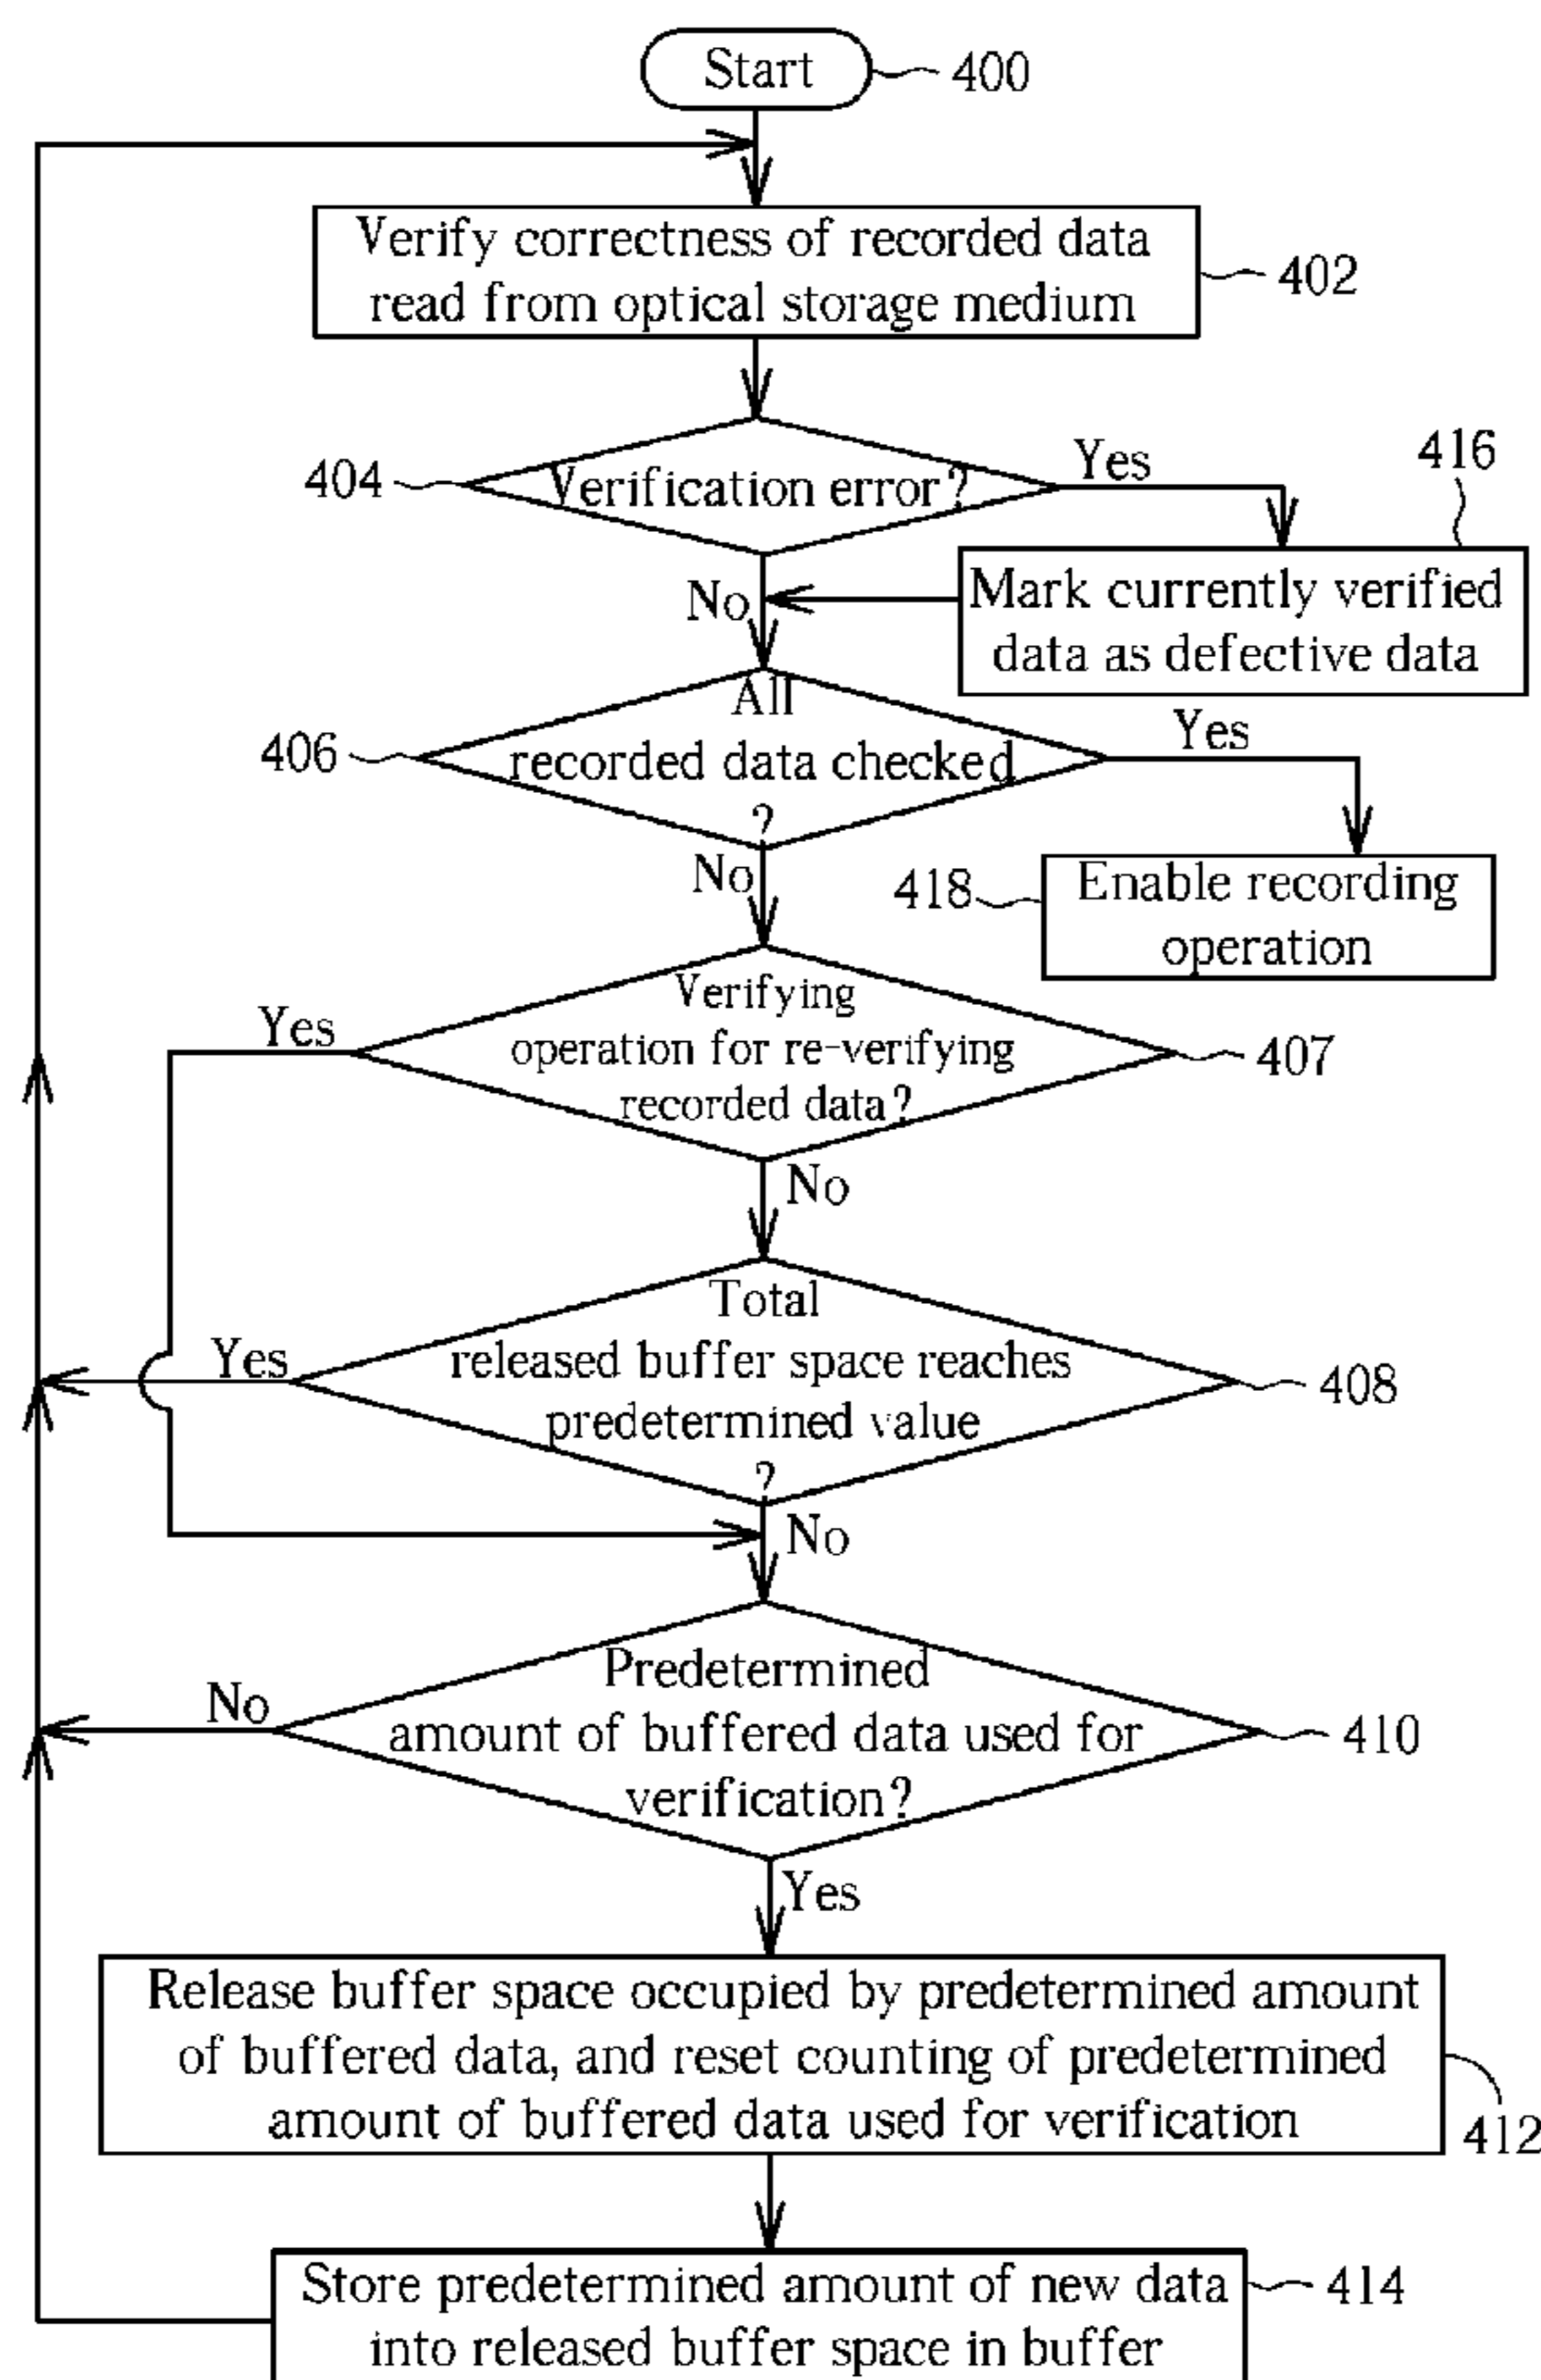 Start
400
Verify correctness of recorded data
read from optical storage medium
402
404
Verification error?
Yes
416
No
Mark currently verified
data as defective data
406
All
recorded data checked
?
Yes
No
418
Enable recording
operation
Yes
Verifying
operation for re-verifying
recorded data?
407
No
Yes
Total
released buffer space reaches
predetermined value
?
408
No
No
Predetermined
amount of buffered data used for
verification?
410
Yes
Release buffer space occupied by predetermined amount
of buffered data, and reset counting of predetermined
amount of buffered data used for verification
412
Store predetermined amount of new data
into released buffer space in buffer
414